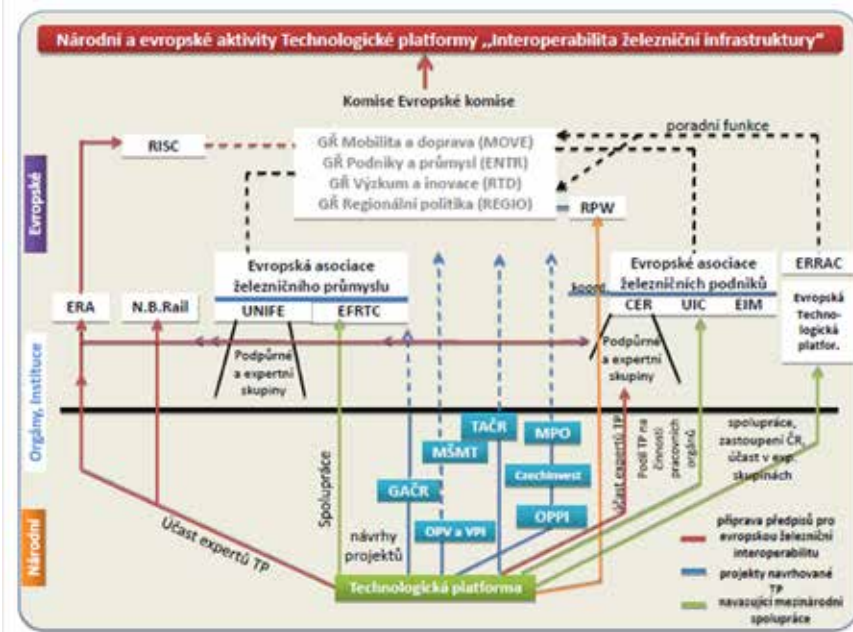 Národní a evropské aktivity Technologické platformy „Interoperabilita železniční infrastruktury"
Komise Evropské komise
poradní funkce
RISC
GŘ Mobilita a doprava (MOVE)
GŘ Podniky a průmysl (ENTR)
GŘ Výzkum a inovace (RTD)
GŘ Regionální politika (REGIO)
RPW
Evropské
Evropská asociace
železničního průmyslu
UNIFE
EFRTC
Evropské asociace
železničních podniků
koord.
CER
UIC
EIM
ERRAC
Evropská
Techno-
logická
platfor.
ERA
N.B.Rail
Podpůrné
a expertní
skupiny
Podpůrné
a expertní
skupiny
Orgány, Instituce
Národní
Účast expertů TP
Spolupráce
návrhy
projektů
GAČR
MŠMT
OPV a VPI
TAČR
MPO
CzechInvest
OPPI
Účast expertů TP
Podíl TP na
činnosti
pracovních
orgánů
spolupráce,
zastoupení ČR,
účast v exp.
skupinách
Technologická platforma
příprava předpisů pro
evropskou železniční
interoperabilitu
projekty navrhované
TP
navazující mezinárodní
spolupráce